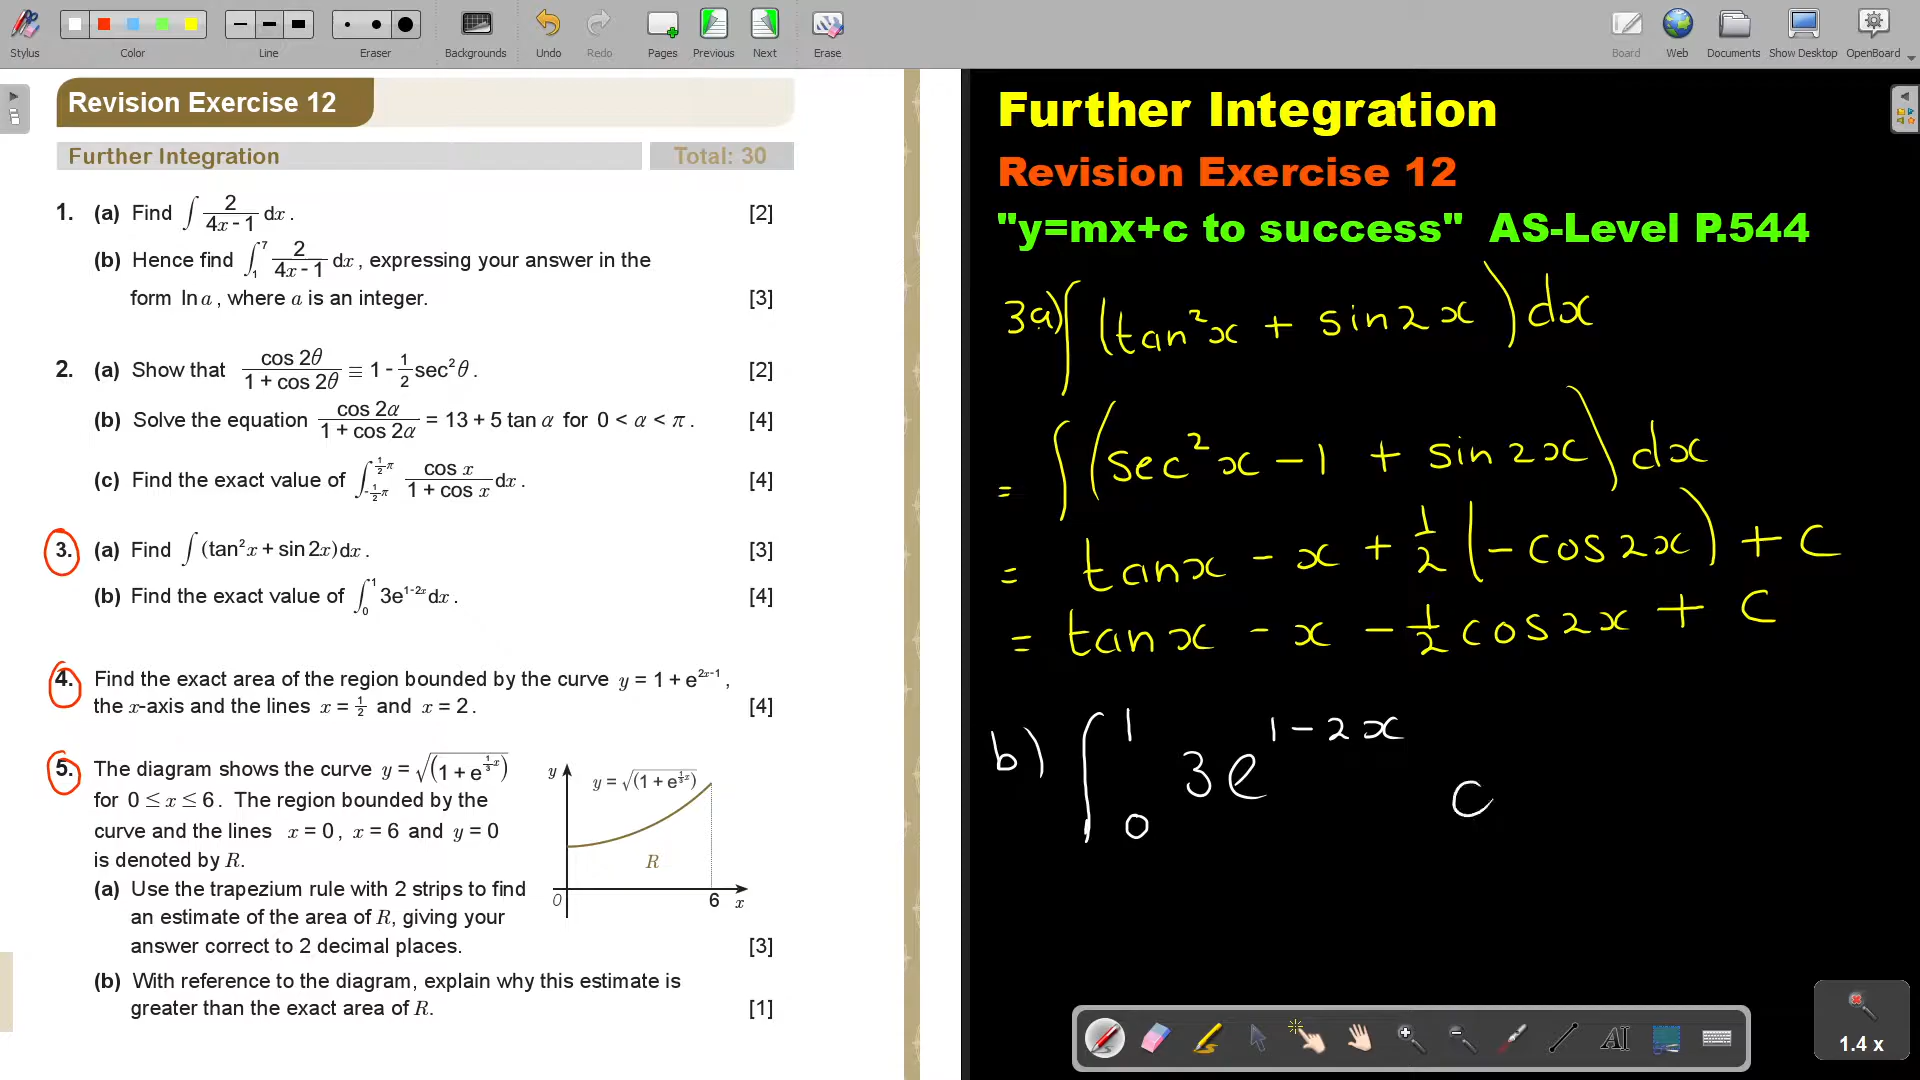 Stylus Color Line Eraser Backgrounds Undo Redo Pages Previous Next Erase Board Web Documents Show Desktop OpenBoard
Revision Exercise 12
Further Integration Total: 30
1. (a) Find ∫ 2/(4x - 1) dx . [2]
(b) Hence find ∫₁⁷ 2/(4x - 1) dx , expressing your answer in the
form ln a , where a is an integer. [3]
2. (a) Show that cos 2θ/(1 + cos 2θ) ≡ 1 - 1/2 sec² θ . [2]
(b) Solve the equation cos 2α/(1 + cos 2α) = 13 + 5 tan α for 0 < α < π . [4]
(c) Find the exact value of ∫_{-1/2 π}^{1/2 π} cos x/(1 + cos x) dx . [4]
3. (a) Find ∫ (tan² x + sin 2x) dx . [3]
(b) Find the exact value of ∫₀¹ 3e^{1-2x} dx . [4]
4. Find the exact area of the region bounded by the curve y = 1 + e^{2x-1} ,
the x-axis and the lines x = 1/2 and x = 2 . [4]
5. The diagram shows the curve y = √(1 + e^{1/3 x})
for 0 ≤ x ≤ 6 . The region bounded by the
curve and the lines x = 0 , x = 6 and y = 0
is denoted by R.
(a) Use the trapezium rule with 2 strips to find
an estimate of the area of R, giving your
answer correct to 2 decimal places. [3]
(b) With reference to the diagram, explain why this estimate is
greater than the exact area of R. [1]
y
y = √(1 + e^{1/3 x})
R
0 6 x
Further Integration
Revision Exercise 12
"y=mx+c to success" AS-Level P.544
3a) ∫ (tan²x + sin2x) dx
= ∫ (sec²x - 1 + sin2x) dx
= tanx - x + 1/2 (-cos2x) + c
= tanx - x - 1/2 cos2x + c
b) ∫₀¹ 3e^{1-2x} c
1.4 x